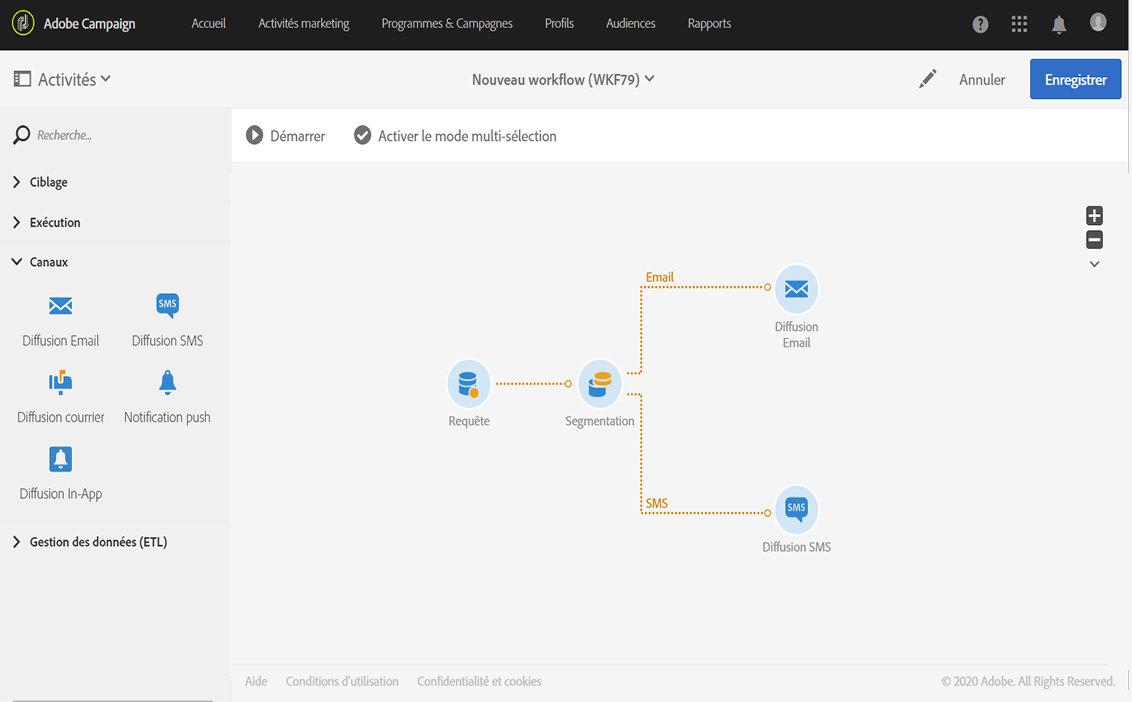 Adobe Campaign
Accueil
Activités marketing
Programmes & Campagnes
Profils
Audiences
Rapports
?
Activités
Nouveau workflow (WKF79)
Annuler
Enregistrer
Recherche...
Démarrer
Activer le mode multi-sélection
Ciblage
Exécution
Canaux
SMS
Diffusion Email
Diffusion SMS
Diffusion courrier
Notification push
Diffusion In-App
Gestion des données (ETL)
Email
Diffusion
Email
Requête
Segmentation
SMS
SMS
Diffusion SMS
Aide
Conditions d'utilisation
Confidentialité et cookies
© 2020 Adobe. All Rights Reserved.